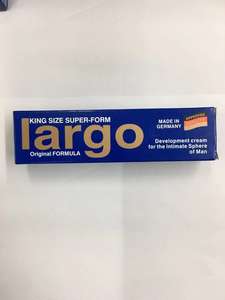 KING SIZE SUPER-FORM
largo
Original FORMULA
MADE IN
GERMANY
Development cream
for the Intimate Sphere
of Man